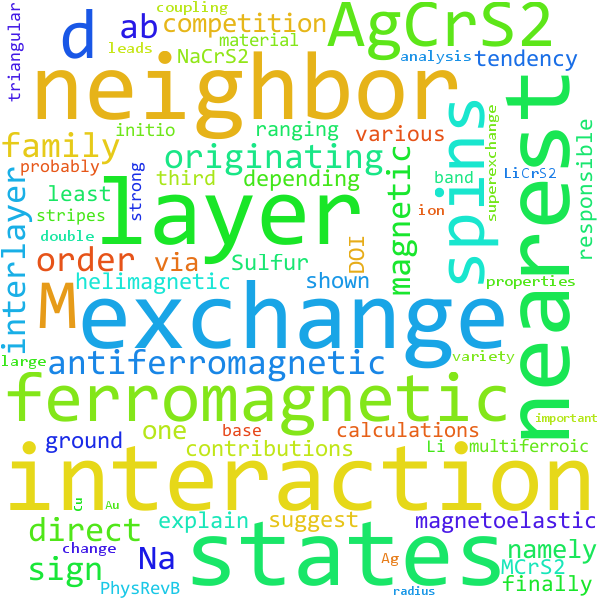 triangular
coupling
leads
material
d
ab
competition
AgCrS2
NaCrS2
analysis
tendency
neighbor
family
initio
ranging
various
superexchange
probably
originating
spins
nearest
responsible
interlayer
least
strong
third
depending
magnetic
band
LiCrS2
stripes
layer
double
order
via
Sulfur
DOI
ion
helimagnetic
shown
properties
M
exchange
large
antiferromagnetic
variety
ferromagnetic
important
ground
one
base
calculations
contributions
Li
multiferroic
interaction
Cu
Au
direct
explain
suggest
magnetoelastic
change
Na
states
Ag
namely
sign
MCrS2
PhysRevB
radius
finally